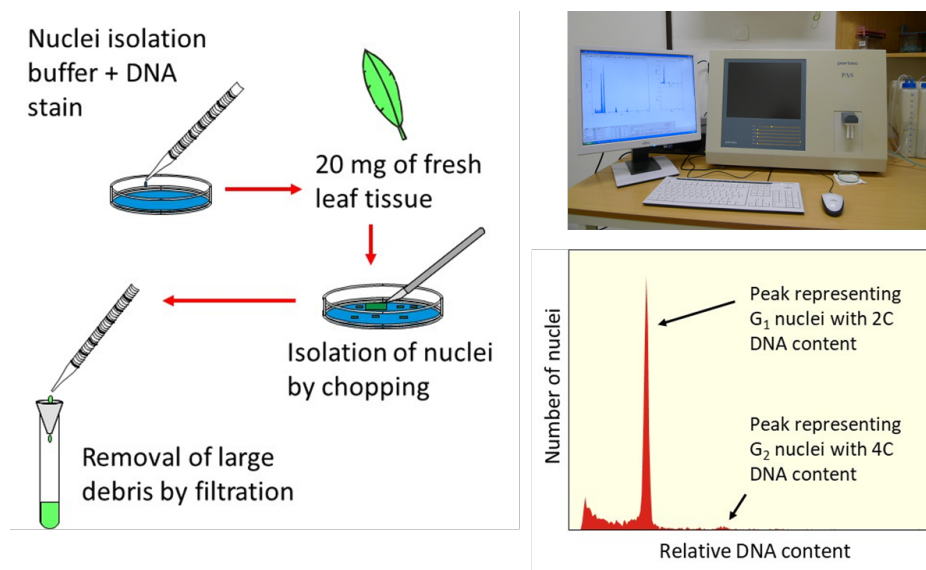 Nuclei isolation
buffer + DNA
stain
20 mg of fresh
leaf tissue
Isolation of nuclei
by chopping
Removal of large
debris by filtration
partec
PAS
Number of nuclei
Peak representing
G₁ nuclei with 2C
DNA content
Peak representing
G₂ nuclei with 4C
DNA content
Relative DNA content